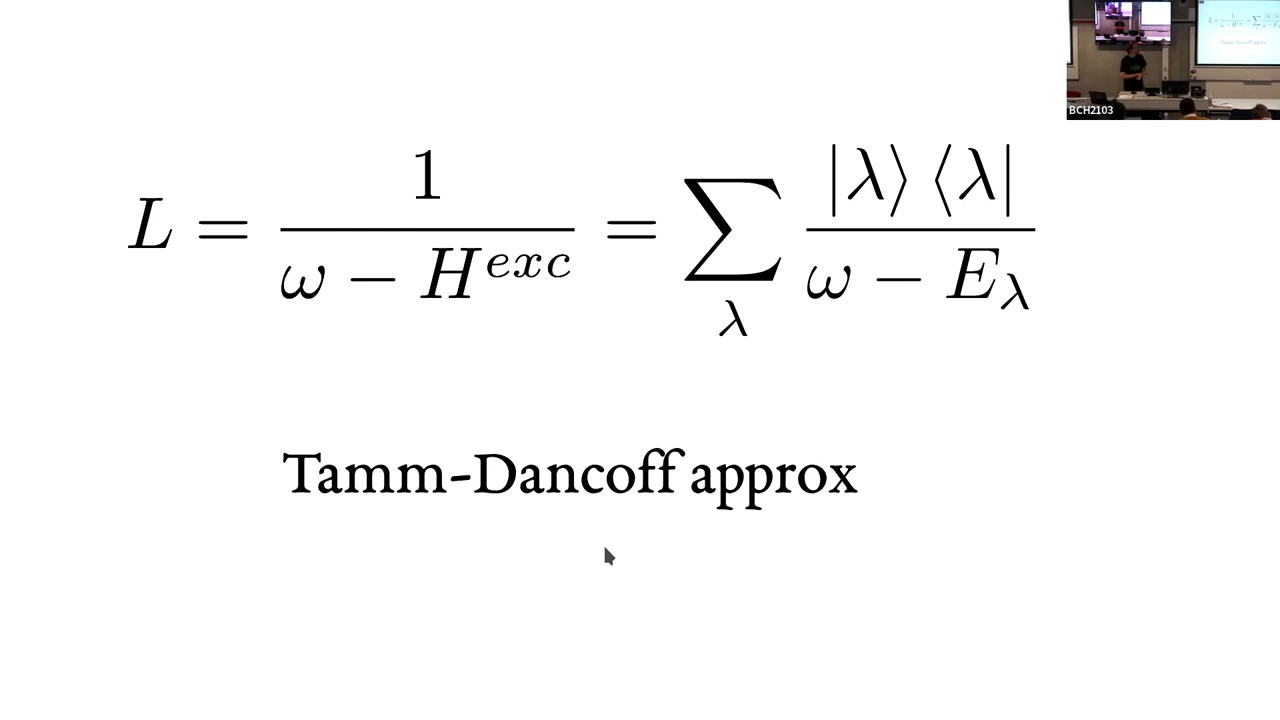 BCH2103
L = 1 / (ω − H^{exc}) = ∑_λ |λ⟩ ⟨λ| / (ω − E_λ)
Tamm-Dancoff approx